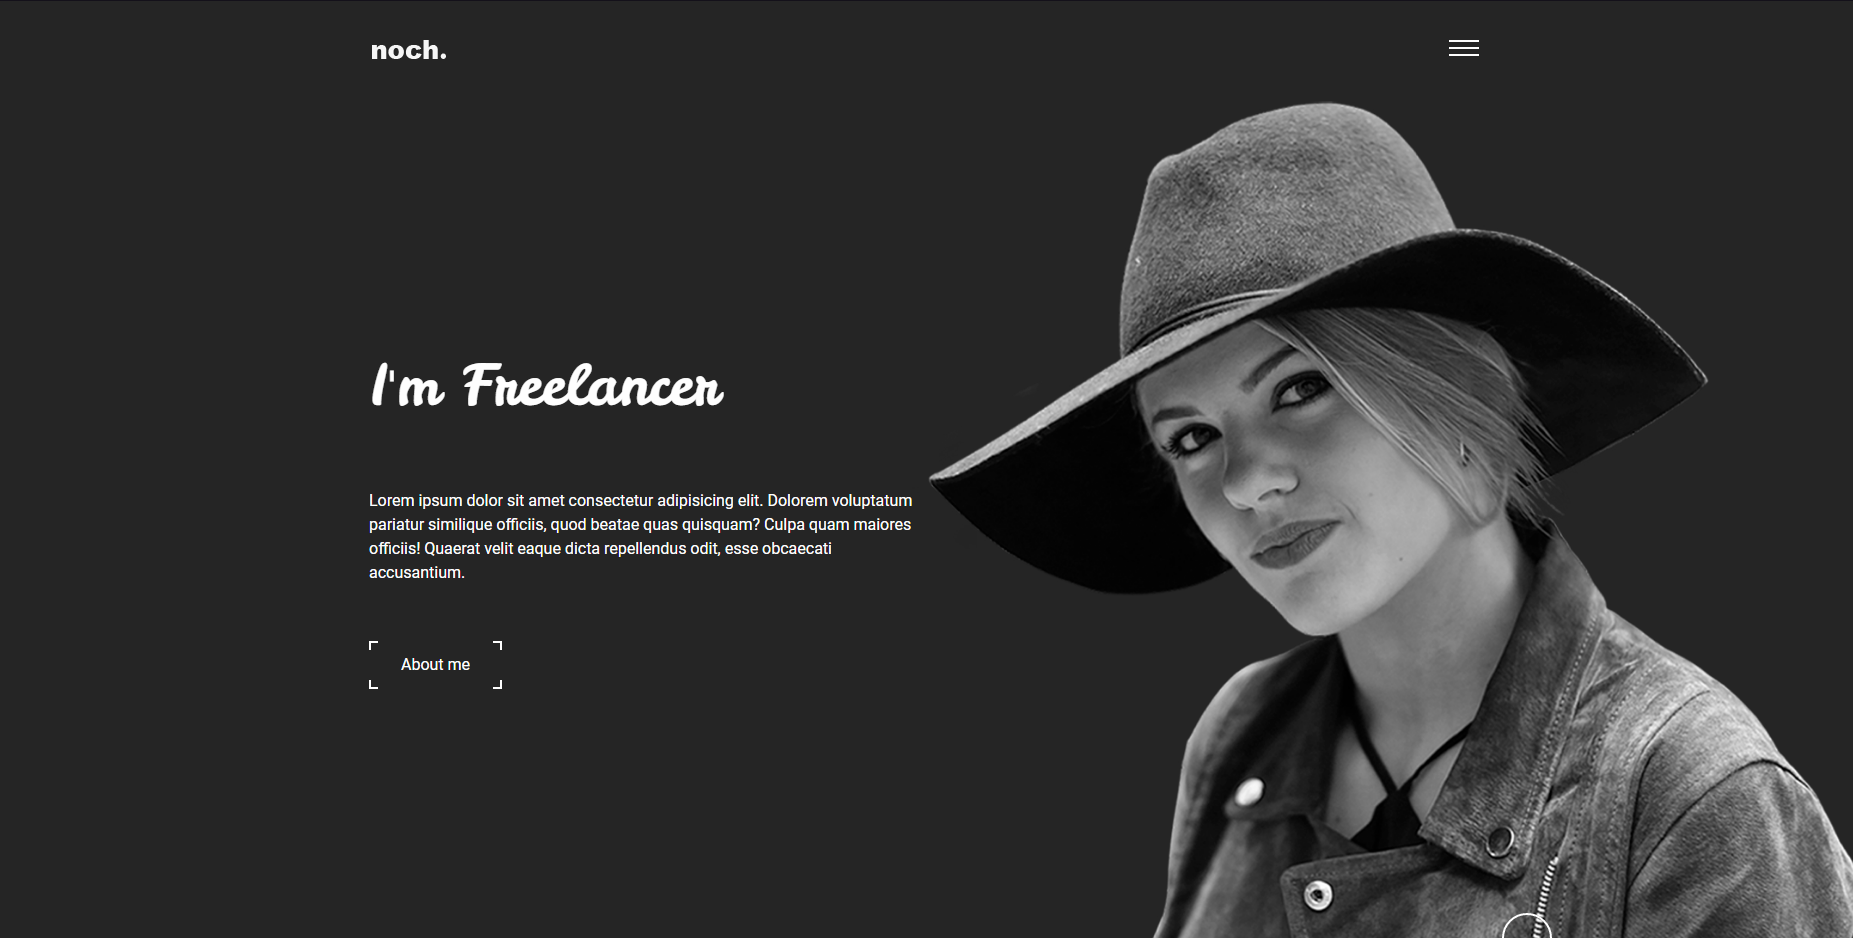 noch.
I'm Freelancer
Lorem ipsum dolor sit amet consectetur adipisicing elit. Dolorem voluptatum
pariatur similique officiis, quod beatae quas quisquam? Culpa quam maiores
officiis! Quaerat velit eaque dicta repellendus odit, esse obcaecati
accusantium.
About me